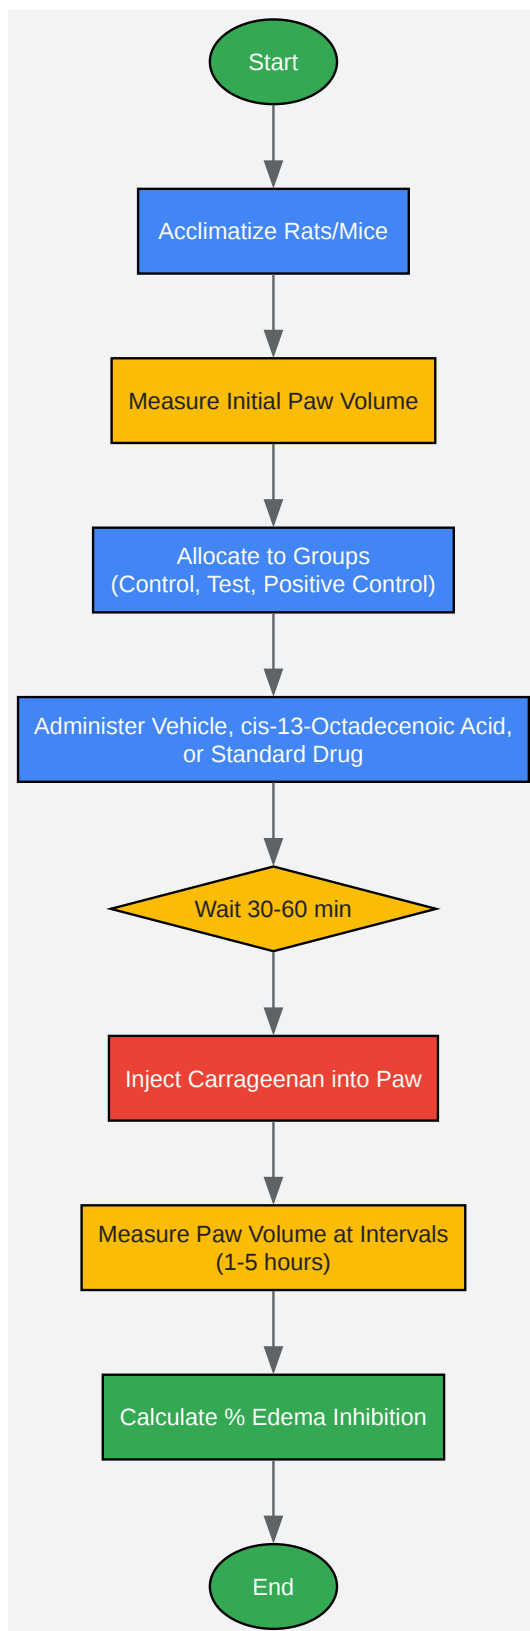 Start
Acclimatize Rats/Mice
Measure Initial Paw Volume
Allocate to Groups
(Control, Test, Positive Control)
Administer Vehicle, cis-13-Octadecenoic Acid,
or Standard Drug
Wait 30-60 min
Inject Carrageenan into Paw
Measure Paw Volume at Intervals
(1-5 hours)
Calculate % Edema Inhibition
End